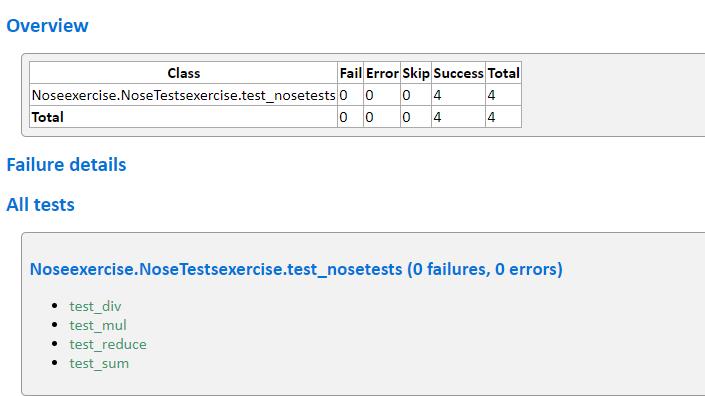 Overview
Class Fail Error Skip Success Total
Noseexercise.NoseTestsexercise.test_nosetests 0 0 0 4 4
Total 0 0 0 4 4
Failure details
All tests
Noseexercise.NoseTestsexercise.test_nosetests (0 failures, 0 errors)
test_div
test_mul
test_reduce
test_sum